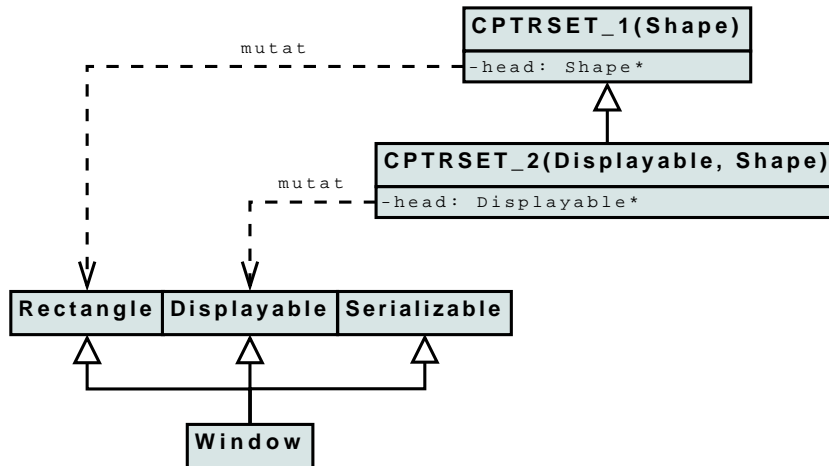 CPTRSET_1(Shape)
mutat
-head: Shape*
CPTRSET_2(Displayable, Shape)
mutat
-head: Displayable*
Rectangle
Displayable
Serializable
Window